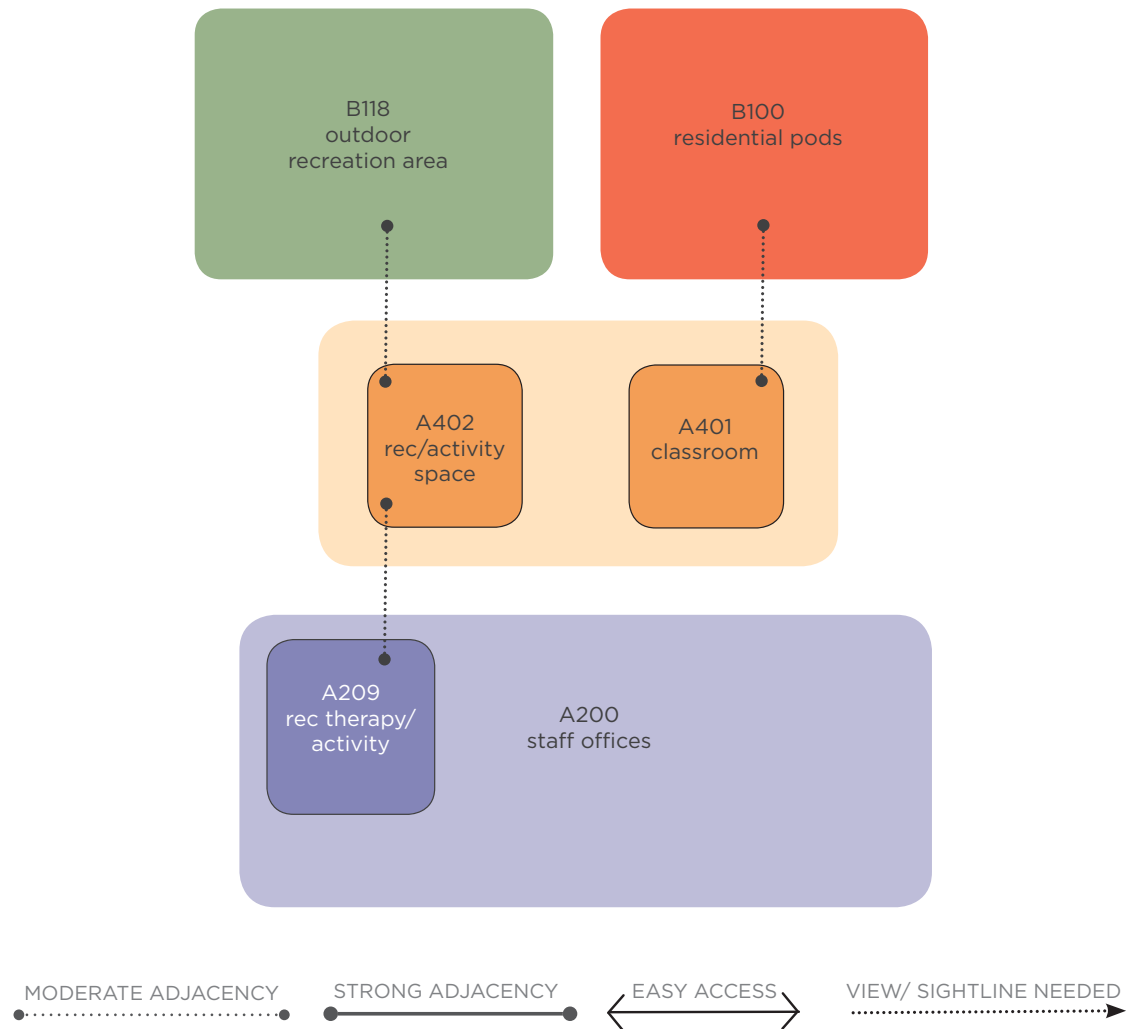 B118
outdoor
recreation area
B100
residential pods
A402
rec/activity
space
A401
classroom
A209
rec therapy/
activity
A200
staff offices
MODERATE ADJACENCY
STRONG ADJACENCY
EASY ACCESS
VIEW/ SIGHTLINE NEEDED